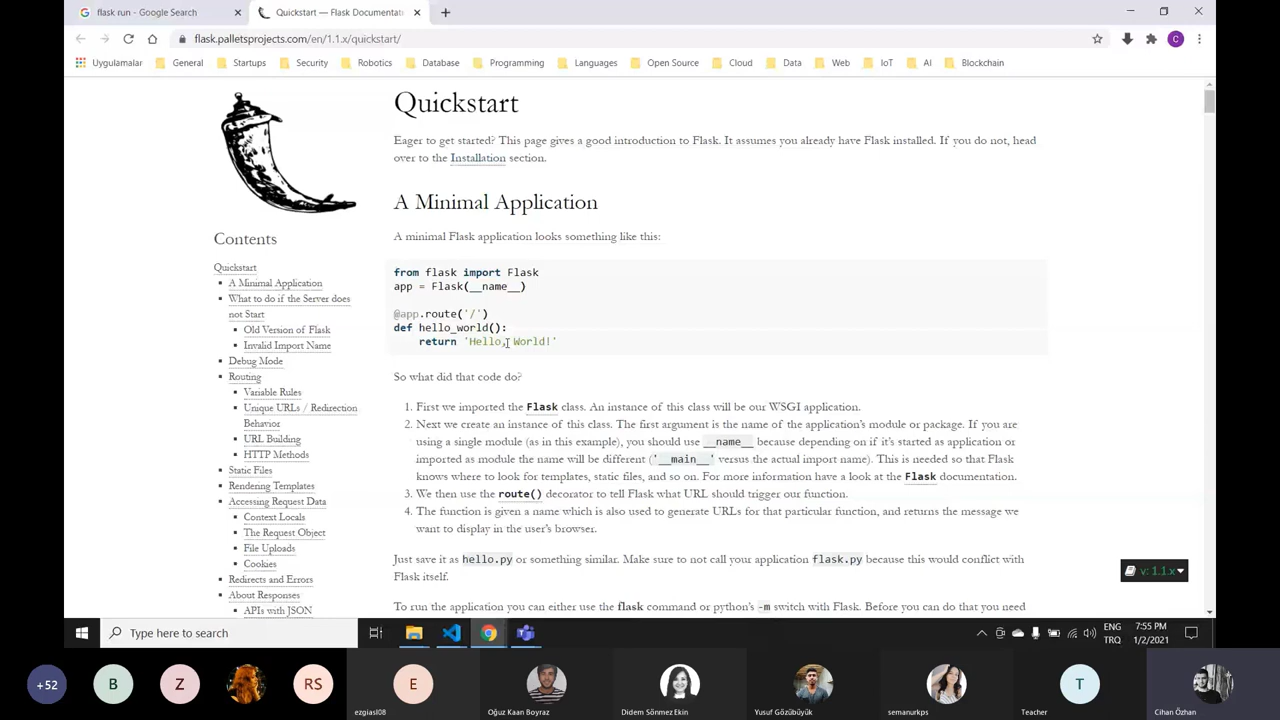 flask run - Google Search
Quickstart — Flask Documentat
flask.palletsprojects.com/en/1.1.x/quickstart/
C
Uygulamalar General Startups Security Robotics Database Programming Languages Open Source Cloud Data Web IoT AI Blockchain
Quickstart
Eager to get started? This page gives a good introduction to Flask. It assumes you already have Flask installed. If you do not, head
over to the Installation section.
A Minimal Application
A minimal Flask application looks something like this:
from flask import Flask
app = Flask(__name__)
@app.route('/')
def hello_world():
return 'Hello, World!'
So what did that code do?
1. First we imported the Flask class. An instance of this class will be our WSGI application.
2. Next we create an instance of this class. The first argument is the name of the application's module or package. If you are
using a single module (as in this example), you should use __name__ because depending on if it's started as application or
imported as module the name will be different ('__main__' versus the actual import name). This is needed so that Flask
knows where to look for templates, static files, and so on. For more information have a look at the Flask documentation.
3. We then use the route() decorator to tell Flask what URL should trigger our function.
4. The function is given a name which is also used to generate URLs for that particular function, and returns the message we
want to display in the user's browser.
Just save it as hello.py or something similar. Make sure to not call your application flask.py because this would conflict with
Flask itself.
To run the application you can either use the flask command or python's -m switch with Flask. Before you can do that you need
Contents
Quickstart
A Minimal Application
What to do if the Server does
not Start
Old Version of Flask
Invalid Import Name
Debug Mode
Routing
Variable Rules
Unique URLs / Redirection
Behavior
URL Building
HTTP Methods
Static Files
Rendering Templates
Accessing Request Data
Context Locals
The Request Object
File Uploads
Cookies
Redirects and Errors
About Responses
APIs with JSON
v: 1.1.x
Type here to search
ENG
TRQ
7:55 PM
1/2/2021
+52
B
Z
RS
E
T
ezgiasl08
Oğuz Kaan Boyraz
Didem Sönmez Ekin
Yusuf Gözübüyük
semanurkps
Teacher
Cihan Özhan